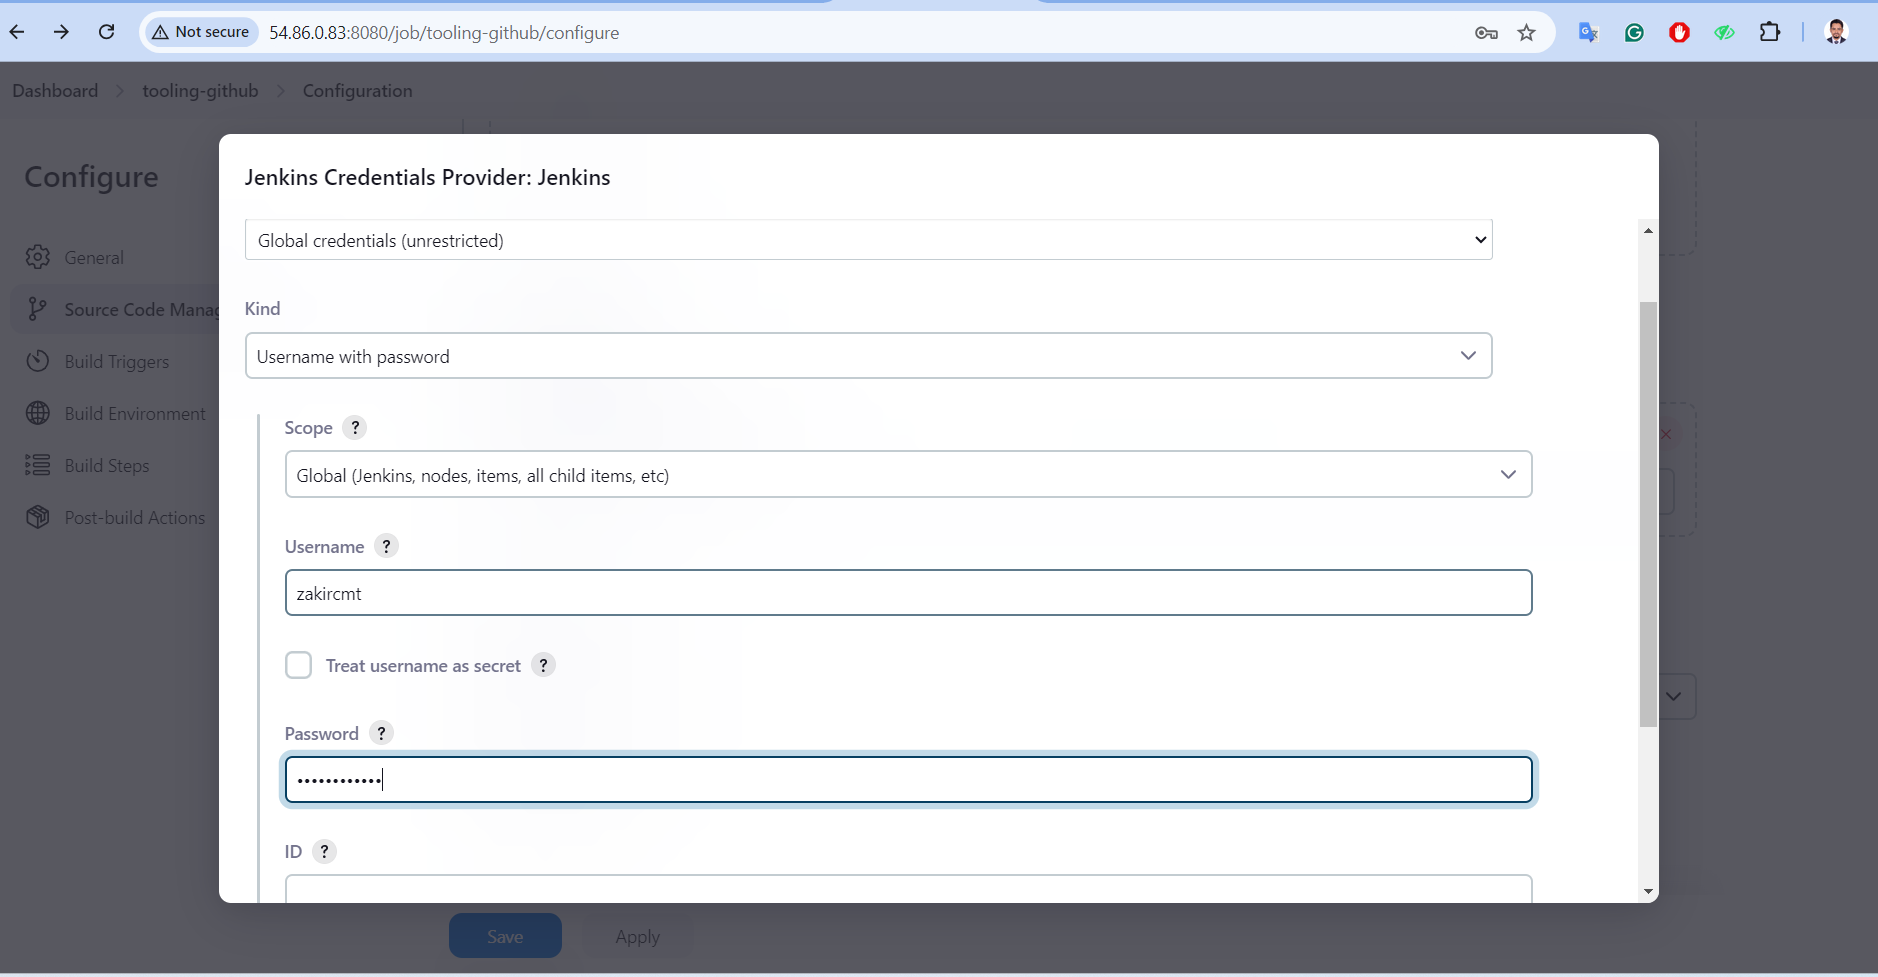 Not secure 54.86.0.83:8080/job/tooling-github/configure
Dashboard > tooling-github > Configuration
Configure
General
Source Code Manag
Build Triggers
Build Environment
Build Steps
Post-build Actions
Jenkins Credentials Provider: Jenkins
Global credentials (unrestricted)
Kind
Username with password
Scope ?
Global (Jenkins, nodes, items, all child items, etc)
Username ?
zakircmt
Treat username as secret ?
Password ?
••••••••••••
ID ?
Save Apply